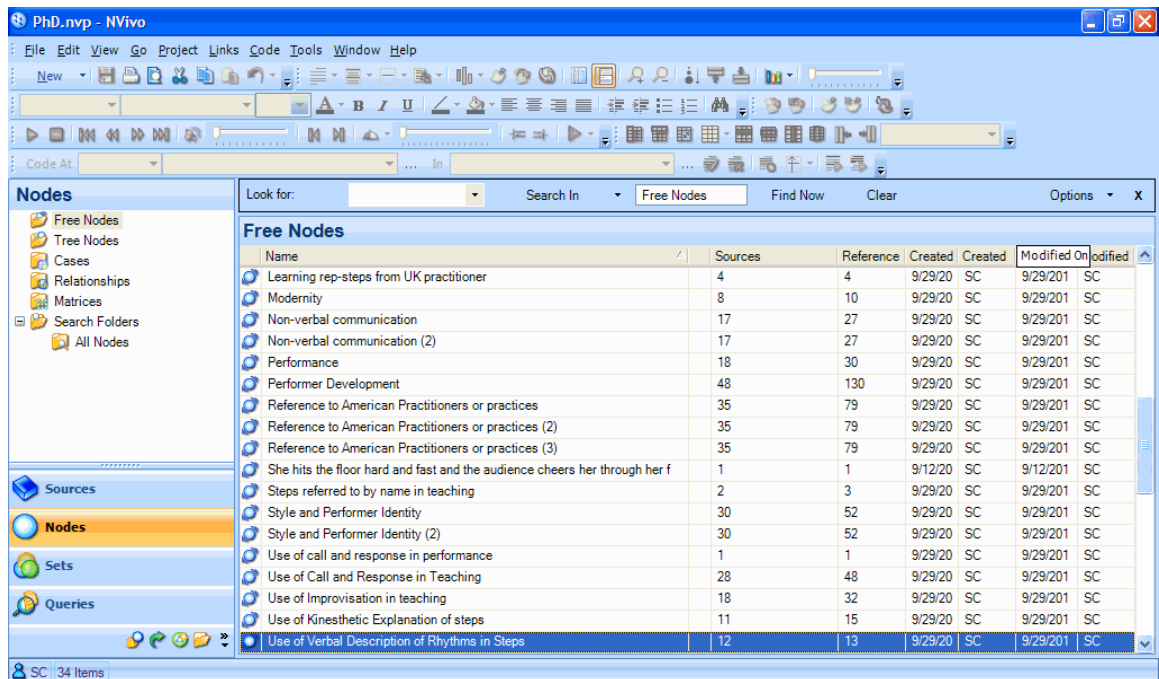 PhD.nvp - NVivo
File Edit View Go Project Links Code Tools Window Help
New
A B I U
Code At ... In ...
Nodes
Free Nodes
Tree Nodes
Cases
Relationships
Matrices
Search Folders
All Nodes
Sources
Nodes
Sets
Queries
Look for: Search In Free Nodes Find Now Clear Options x
Free Nodes
Name Sources Reference Created Created Modified On odified
Learning rep-steps from UK practitioner 4 4 9/29/20 SC 9/29/201 SC
Modernity 8 10 9/29/20 SC 9/29/201 SC
Non-verbal communication 17 27 9/29/20 SC 9/29/201 SC
Non-verbal communication (2) 17 27 9/29/20 SC 9/29/201 SC
Performance 18 30 9/29/20 SC 9/29/201 SC
Performer Development 48 130 9/29/20 SC 9/29/201 SC
Reference to American Practitioners or practices 35 79 9/29/20 SC 9/29/201 SC
Reference to American Practitioners or practices (2) 35 79 9/29/20 SC 9/29/201 SC
Reference to American Practitioners or practices (3) 35 79 9/29/20 SC 9/29/201 SC
She hits the floor hard and fast and the audience cheers her through her f 1 1 9/12/20 SC 9/12/201 SC
Steps referred to by name in teaching 2 3 9/29/20 SC 9/29/201 SC
Style and Performer Identity 30 52 9/29/20 SC 9/29/201 SC
Style and Performer Identity (2) 30 52 9/29/20 SC 9/29/201 SC
Use of call and response in performance 1 1 9/29/20 SC 9/29/201 SC
Use of Call and Response in Teaching 28 48 9/29/20 SC 9/29/201 SC
Use of Improvisation in teaching 18 32 9/29/20 SC 9/29/201 SC
Use of Kinesthetic Explanation of steps 11 15 9/29/20 SC 9/29/201 SC
Use of Verbal Description of Rhythms in Steps 12 13 9/29/20 SC 9/29/201 SC
SC 34 Items